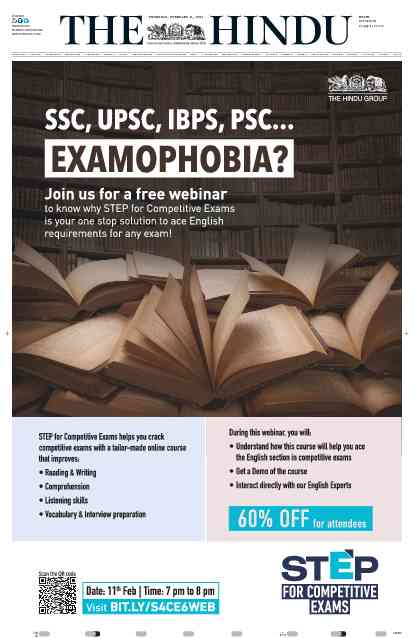 THE HINDU
THE HINDU GROUP
SSC, UPSC, IBPS, PSC...
EXAMOPHOBIA?
Join us for a free webinar
to know why STEP for Competitive Exams
is your one stop solution to ace English
requirements for any exam!
STEP for Competitive Exams helps you crack
competitive exams with a tailor-made online course
that improves:
• Reading & Writing
• Comprehension
• Listening skills
• Vocabulary & Interview preparation
During this webinar, you will:
• Understand how this course will help you ace
the English section in competitive exams
• Get a Demo of the course
• Interact directly with our English Experts
60% OFF for attendees
Scan the QR code
Date: 11th Feb | Time: 7 pm to 8 pm
Visit BIT.LY/S4CE6WEB
STEP
FOR COMPETITIVE
EXAMS